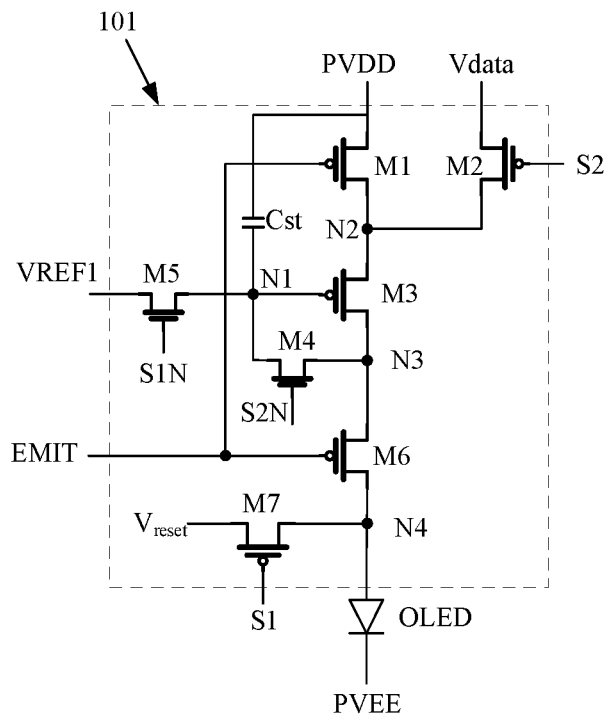 101
PVDD
Vdata
M1
M2
S2
Cst
N2
VREF1
M5
N1
M3
S1N
M4
N3
S2N
EMIT
M6
M7
Vreset
N4
S1
OLED
PVEE